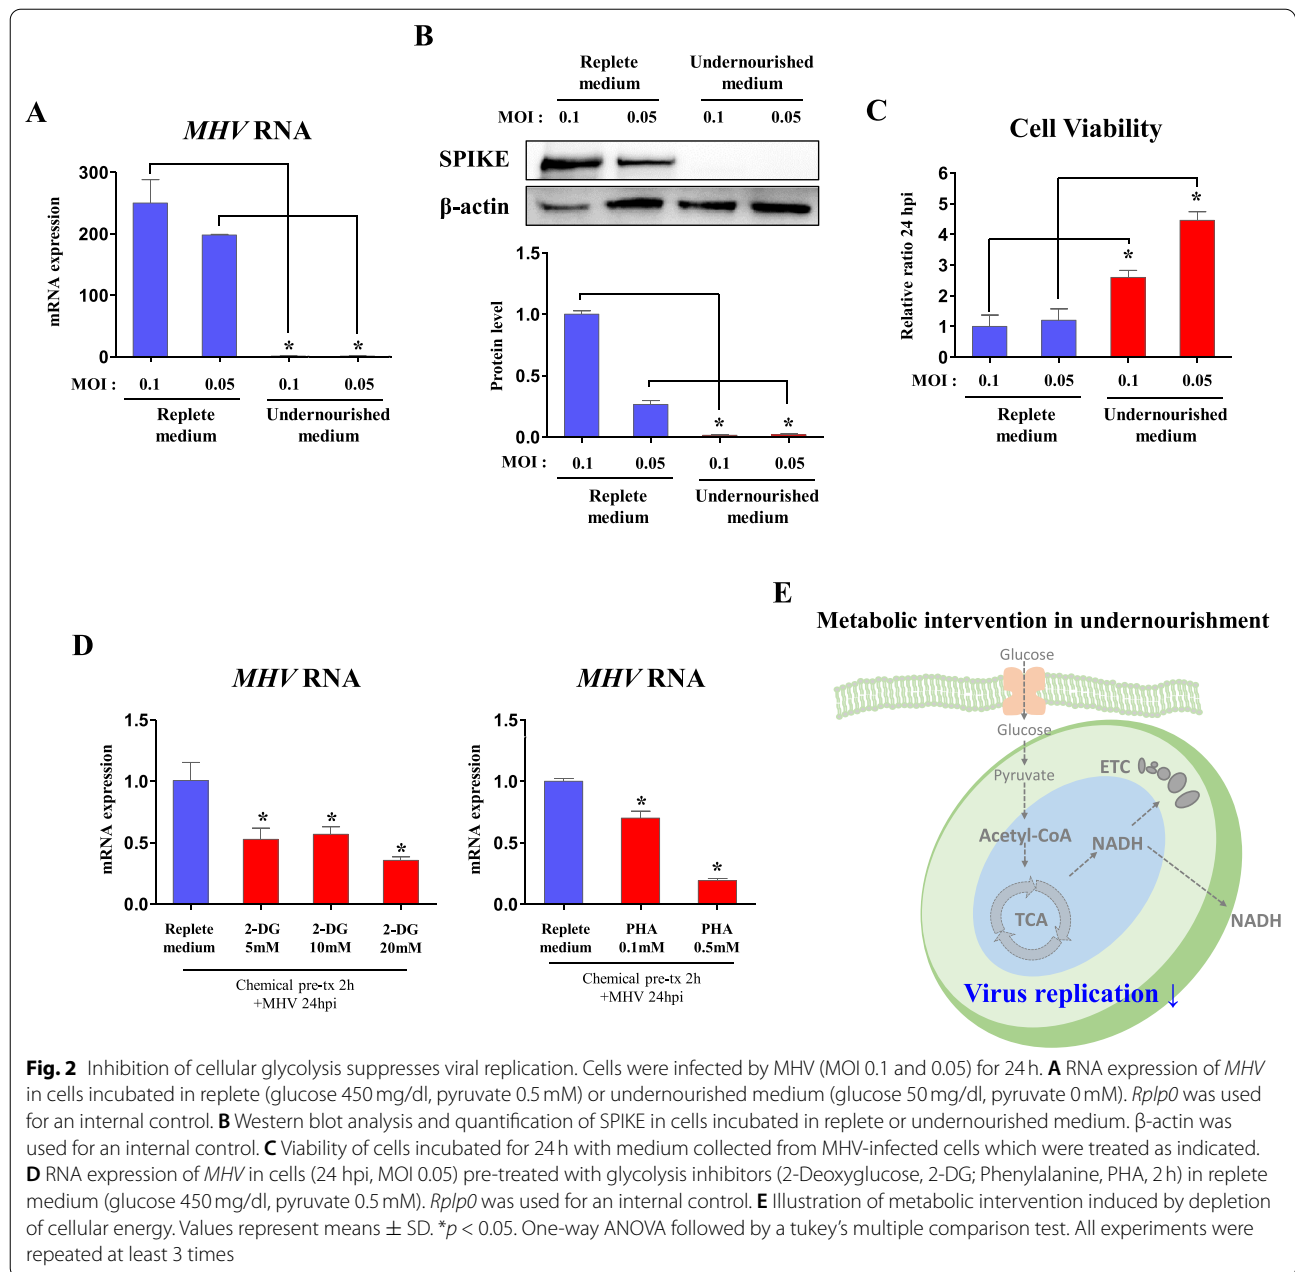 A
MHV RNA
mRNA expression
300
200
100
0
*
*
MOI :
0.1
0.05
0.1
0.05
Replete
medium
Undernourished
medium
B
Replete
medium
Undernourished
medium
MOI :
0.1
0.05
0.1
0.05
SPIKE
β-actin
Protein level
1.5
1.0
0.5
0.0
*
*
MOI :
0.1
0.05
0.1
0.05
Replete
medium
Undernourished
medium
C
Cell Viability
Relative ratio 24 hpi
6
5
4
3
2
1
0
*
*
MOI :
0.1
0.05
0.1
0.05
Replete
medium
Undernourished
medium
D
MHV RNA
mRNA expression
1.5
1.0
0.5
0.0
*
*
*
Replete
medium
2-DG
5mM
2-DG
10mM
2-DG
20mM
Chemical pre-tx 2h
+MHV 24hpi
MHV RNA
mRNA expression
1.5
1.0
0.5
0.0
*
*
Replete
medium
PHA
0.1mM
PHA
0.5mM
Chemical pre-tx 2h
+MHV 24hpi
E
Metabolic intervention in undernourishment
Glucose
Glucose
Pyruvate
ETC
Acetyl-CoA
NADH
TCA
NADH
Virus replication ↓
Fig. 2 Inhibition of cellular glycolysis suppresses viral replication. Cells were infected by MHV (MOI 0.1 and 0.05) for 24 h. A RNA expression of MHV
in cells incubated in replete (glucose 450 mg/dl, pyruvate 0.5 mM) or undernourished medium (glucose 50 mg/dl, pyruvate 0 mM). Rplp0 was used
for an internal control. B Western blot analysis and quantification of SPIKE in cells incubated in replete or undernourished medium. β-actin was
used for an internal control. C Viability of cells incubated for 24 h with medium collected from MHV-infected cells which were treated as indicated.
D RNA expression of MHV in cells (24 hpi, MOI 0.05) pre-treated with glycolysis inhibitors (2-Deoxyglucose, 2-DG; Phenylalanine, PHA, 2 h) in replete
medium (glucose 450 mg/dl, pyruvate 0.5 mM). Rplp0 was used for an internal control. E Illustration of metabolic intervention induced by depletion
of cellular energy. Values represent means ± SD. *p < 0.05. One-way ANOVA followed by a tukey's multiple comparison test. All experiments were
repeated at least 3 times